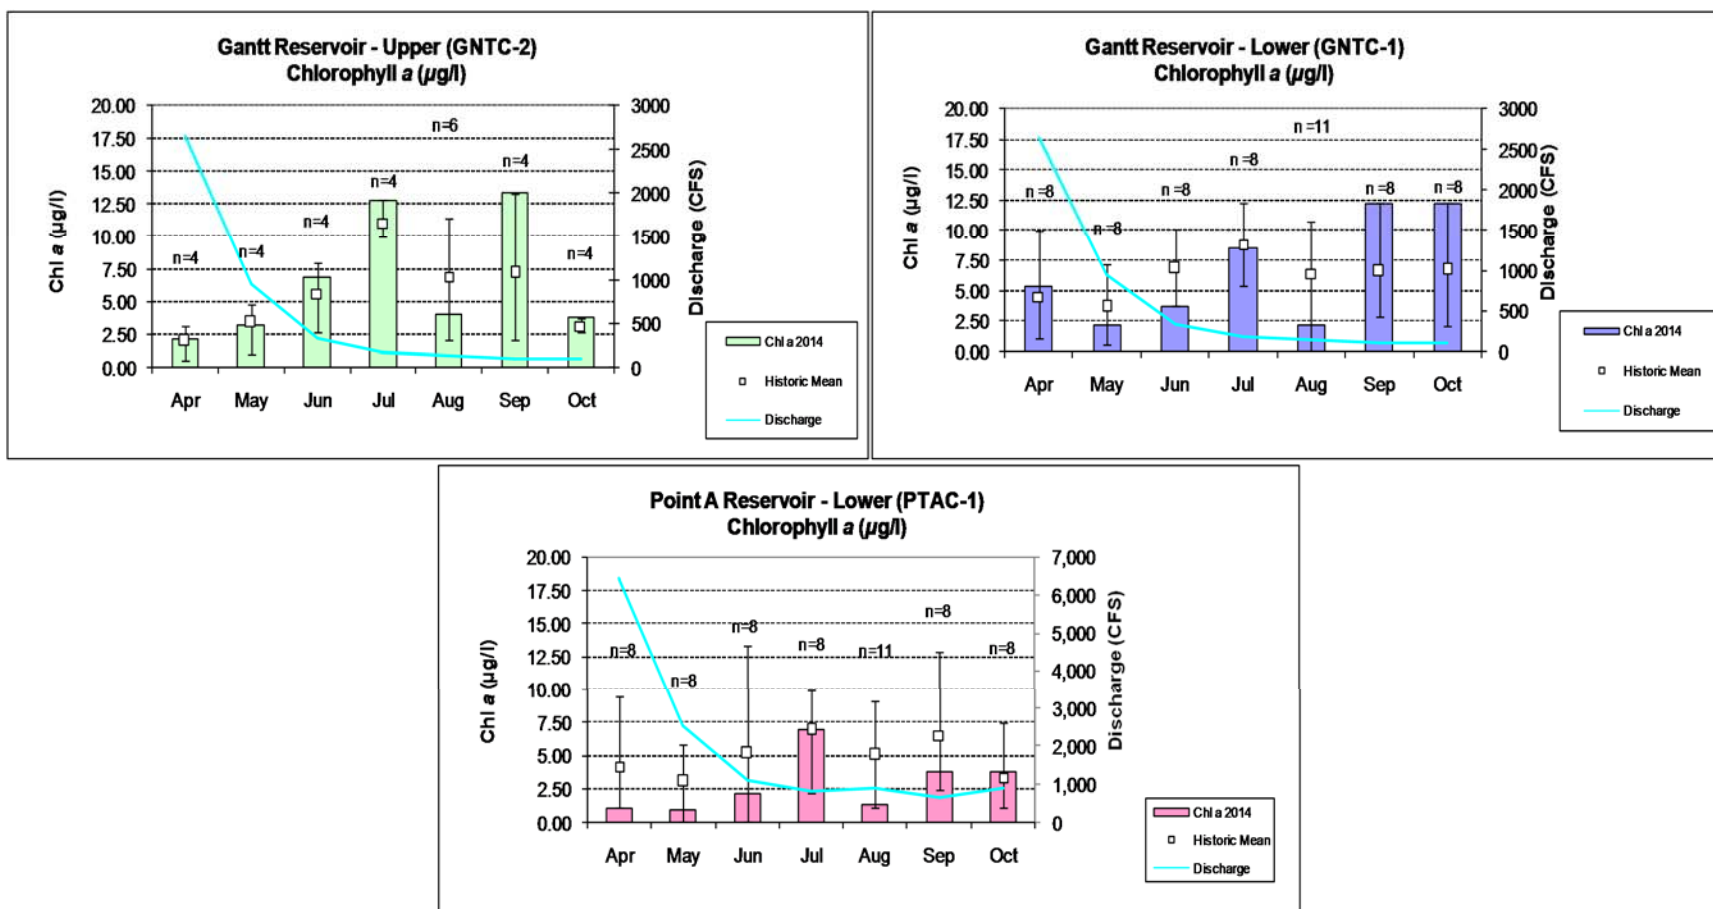 Gantt Reservoir - Upper (GNTC-2)
Chlorophyll a (µg/l)
Chl a (µg/l)
20.00
17.50
15.00
12.50
10.00
7.50
5.00
2.50
0.00
n=4
n=4
n=4
n=4
n=6
n=4
n=4
3000
2500
2000
1500
1000
500
0
Discharge (CFS)
Apr May Jun Jul Aug Sep Oct
Chl a 2014
Historic Mean
Discharge
Gantt Reservoir - Lower (GNTC-1)
Chlorophyll a (µg/l)
Chl a (µg/l)
20.00
17.50
15.00
12.50
10.00
7.50
5.00
2.50
0.00
n=8
n=8
n=8
n=8
n=11
n=8
n=8
3000
2500
2000
1500
1000
500
0
Discharge (CFS)
Apr May Jun Jul Aug Sep Oct
Chl a 2014
Historic Mean
Discharge
Point A Reservoir - Lower (PTAC-1)
Chlorophyll a (µg/l)
Chl a (µg/l)
20.00
17.50
15.00
12.50
10.00
7.50
5.00
2.50
0.00
n=8
n=8
n=8
n=8
n=11
n=8
n=8
7,000
6,000
5,000
4,000
3,000
2,000
1,000
0
Discharge (CFS)
Apr May Jun Jul Aug Sep Oct
Chl a 2014
Historic Mean
Discharge